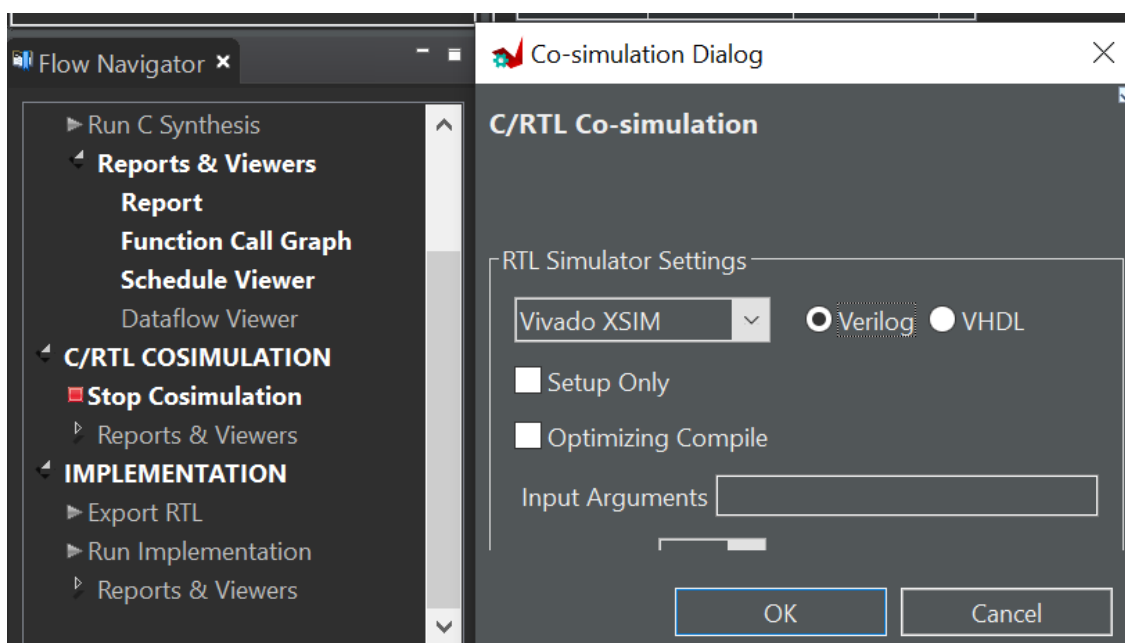 Flow Navigator
Run C Synthesis
Reports & Viewers
Report
Function Call Graph
Schedule Viewer
Dataflow Viewer
C/RTL COSIMULATION
Stop Cosimulation
Reports & Viewers
IMPLEMENTATION
Export RTL
Run Implementation
Reports & Viewers
Co-simulation Dialog
C/RTL Co-simulation
RTL Simulator Settings
Vivado XSIM Verilog VHDL
Setup Only
Optimizing Compile
Input Arguments
OK Cancel